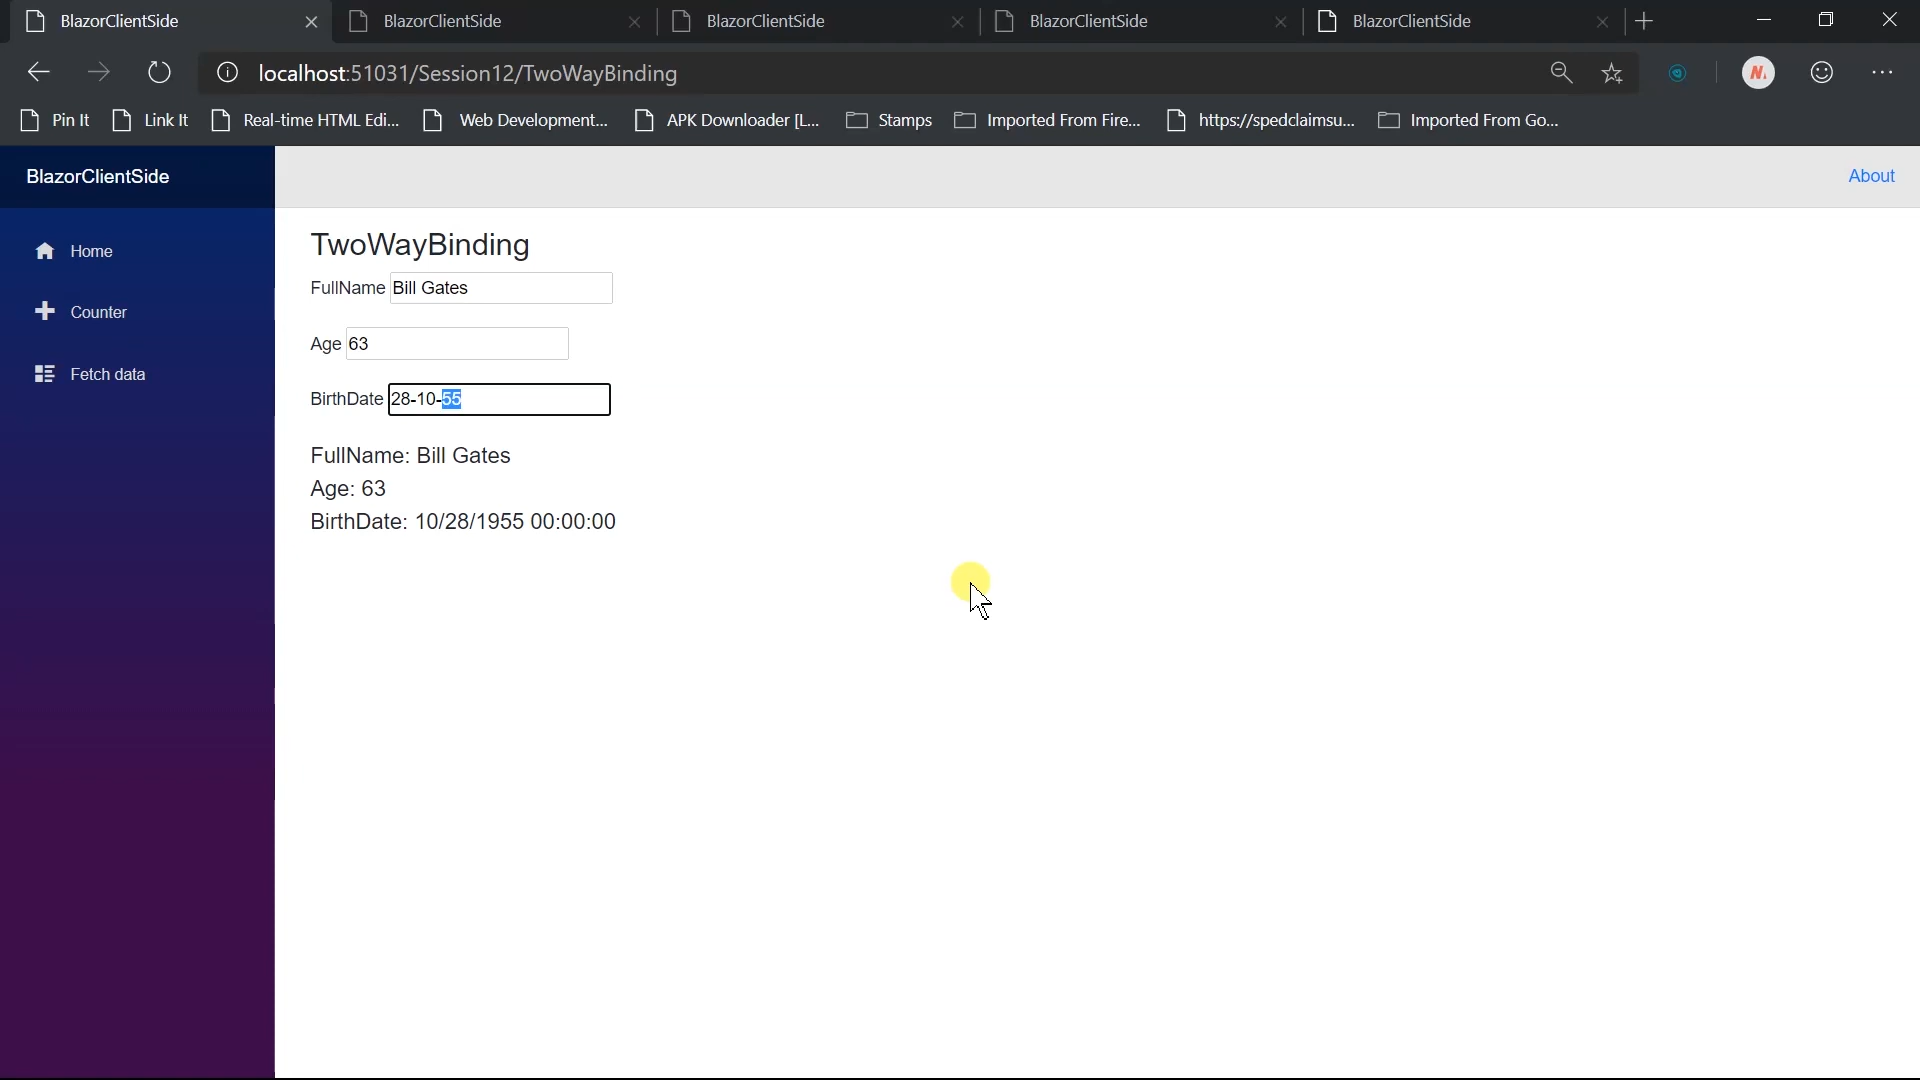 BlazorClientSide
BlazorClientSide
BlazorClientSide
BlazorClientSide
BlazorClientSide
localhost:51031/Session12/TwoWayBinding
N.
Pin It
Link It
Real-time HTML Edi...
Web Development...
APK Downloader [L...
Stamps
Imported From Fire...
https://spedclaimsu...
Imported From Go...
BlazorClientSide
About
Home
Counter
Fetch data
TwoWayBinding
FullName Bill Gates
Age 63
BirthDate 28-10-55
FullName: Bill Gates
Age: 63
BirthDate: 10/28/1955 00:00:00